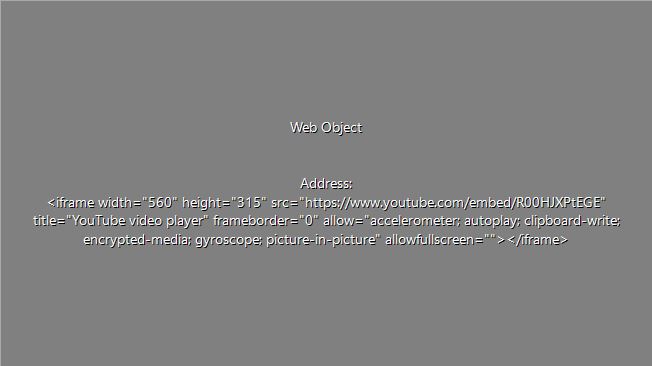 Web Object
Address:
<iframe width="560" height="315" src="https://www.youtube.com/embed/R00HJXPtEGE"
title="YouTube video player" frameborder="0" allow="accelerometer; autoplay; clipboard-write;
encrypted-media; gyroscope; picture-in-picture" allowfullscreen=""></iframe>